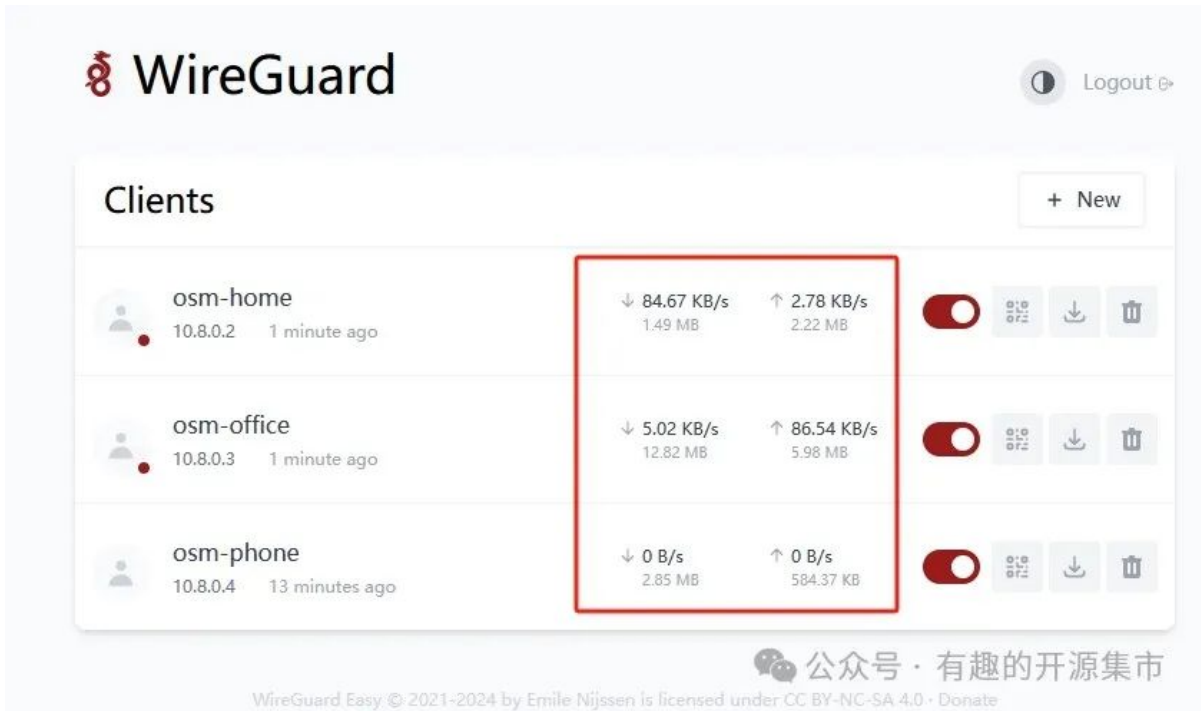 WireGuard
Logout
Clients
+ New
osm-home
10.8.0.2 1 minute ago
↓ 84.67 KB/s ↑ 2.78 KB/s
1.49 MB 2.22 MB
osm-office
10.8.0.3 1 minute ago
↓ 5.02 KB/s ↑ 86.54 KB/s
12.82 MB 5.98 MB
osm-phone
10.8.0.4 13 minutes ago
↓ 0 B/s ↑ 0 B/s
2.85 MB 584.37 KB
公众号 · 有趣的开源集市
WireGuard Easy © 2021-2024 by Emile Nijssen is licensed under CC BY-NC-SA 4.0 · Donate